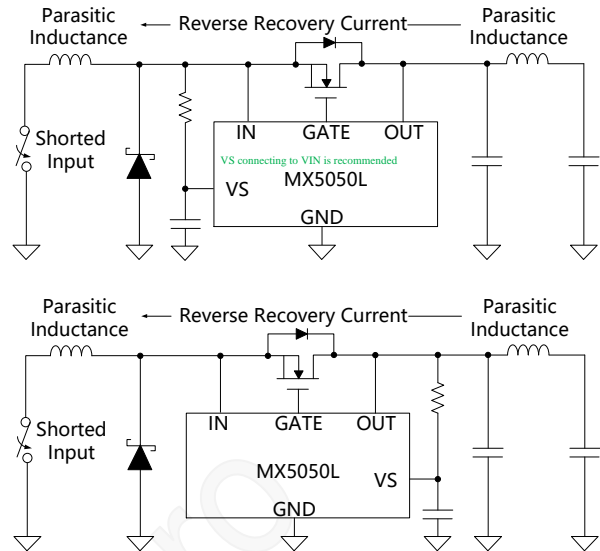 Parasitic Inductance
Reverse Recovery Current
Parasitic Inductance
Shorted Input
IN
GATE
OUT
VS connecting to VIN is recommended
VS
MX5050L
GND
Parasitic Inductance
Reverse Recovery Current
Parasitic Inductance
Shorted Input
IN
GATE
OUT
MX5050L
VS
GND